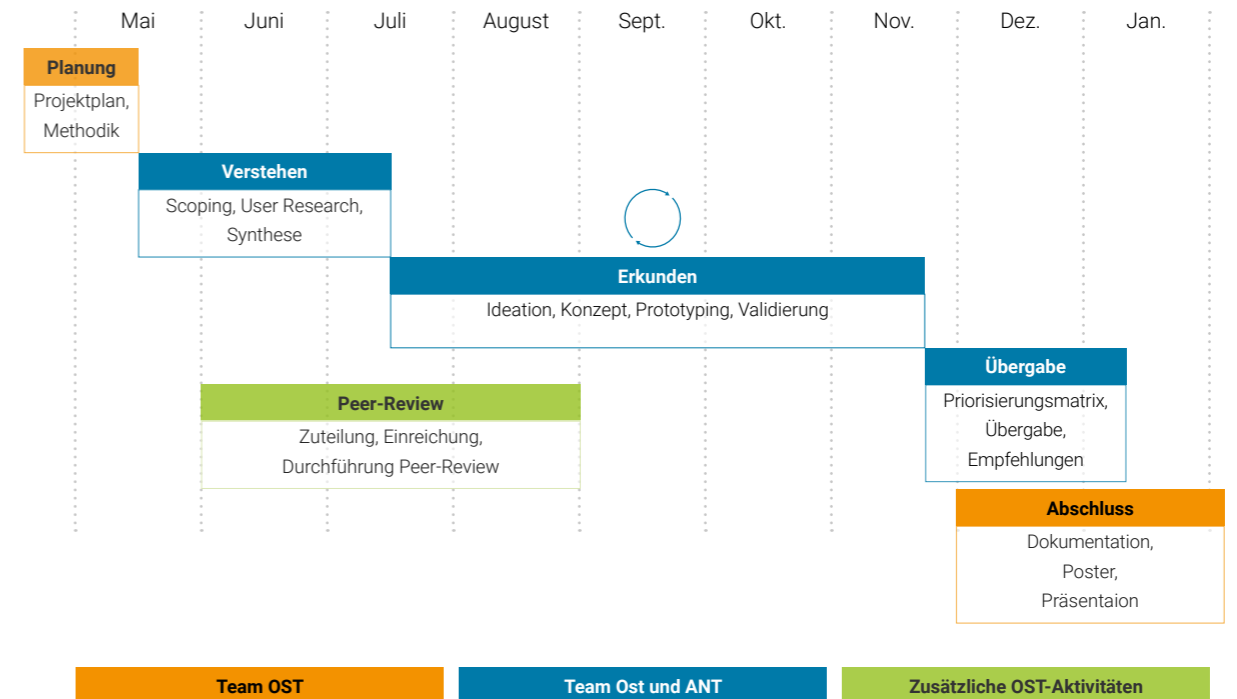 Mai Juni Juli August Sept. Okt. Nov. Dez. Jan.
Planung
Projektplan,
Methodik
Verstehen
Scoping, User Research,
Synthese
Erkunden
Ideation, Konzept, Prototyping, Validierung
Übergabe
Priorisierungsmatrix,
Übergabe,
Empfehlungen
Peer-Review
Zuteilung, Einreichung,
Durchführung Peer-Review
Abschluss
Dokumentation,
Poster,
Präsentaion
Team OST
Team Ost und ANT
Zusätzliche OST-Aktivitäten